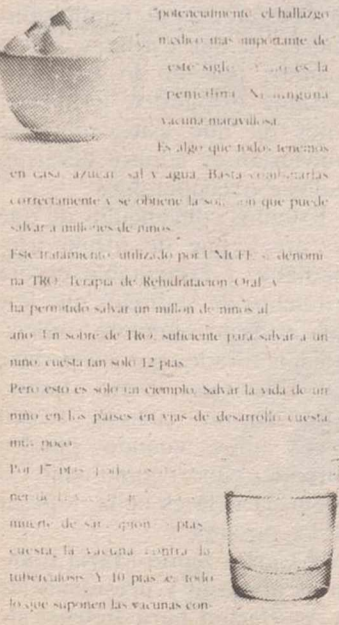 "potencialmente el hallazgo
médico más importante de
este siglo es la
penicilina. Ni ninguna
vacuna maravillosa.
Es algo que todos tenemos
en casa: azúcar, sal y agua. Basta combinarlas
correctamente y se obtiene la solución que puede
salvar a millones de niños.
Este tratamiento, utilizado por UNICEF, se denomi-
na TRO, Terapia de Rehidratación Oral y
ha permitido salvar un millón de niños al
año. Un sobre de TRO, suficiente para salvar a un
niño, cuesta tan sólo 12 ptas.
Pero esto es sólo un ejemplo. Salvar la vida de un
niño en los países en vías de desarrollo cuesta
muy poco.
Por 17 ptas.
muerte de sarampión. ptas.
cuesta la vacuna contra la
tuberculosis. Y 10 ptas. es todo
lo que suponen las vacunas con-